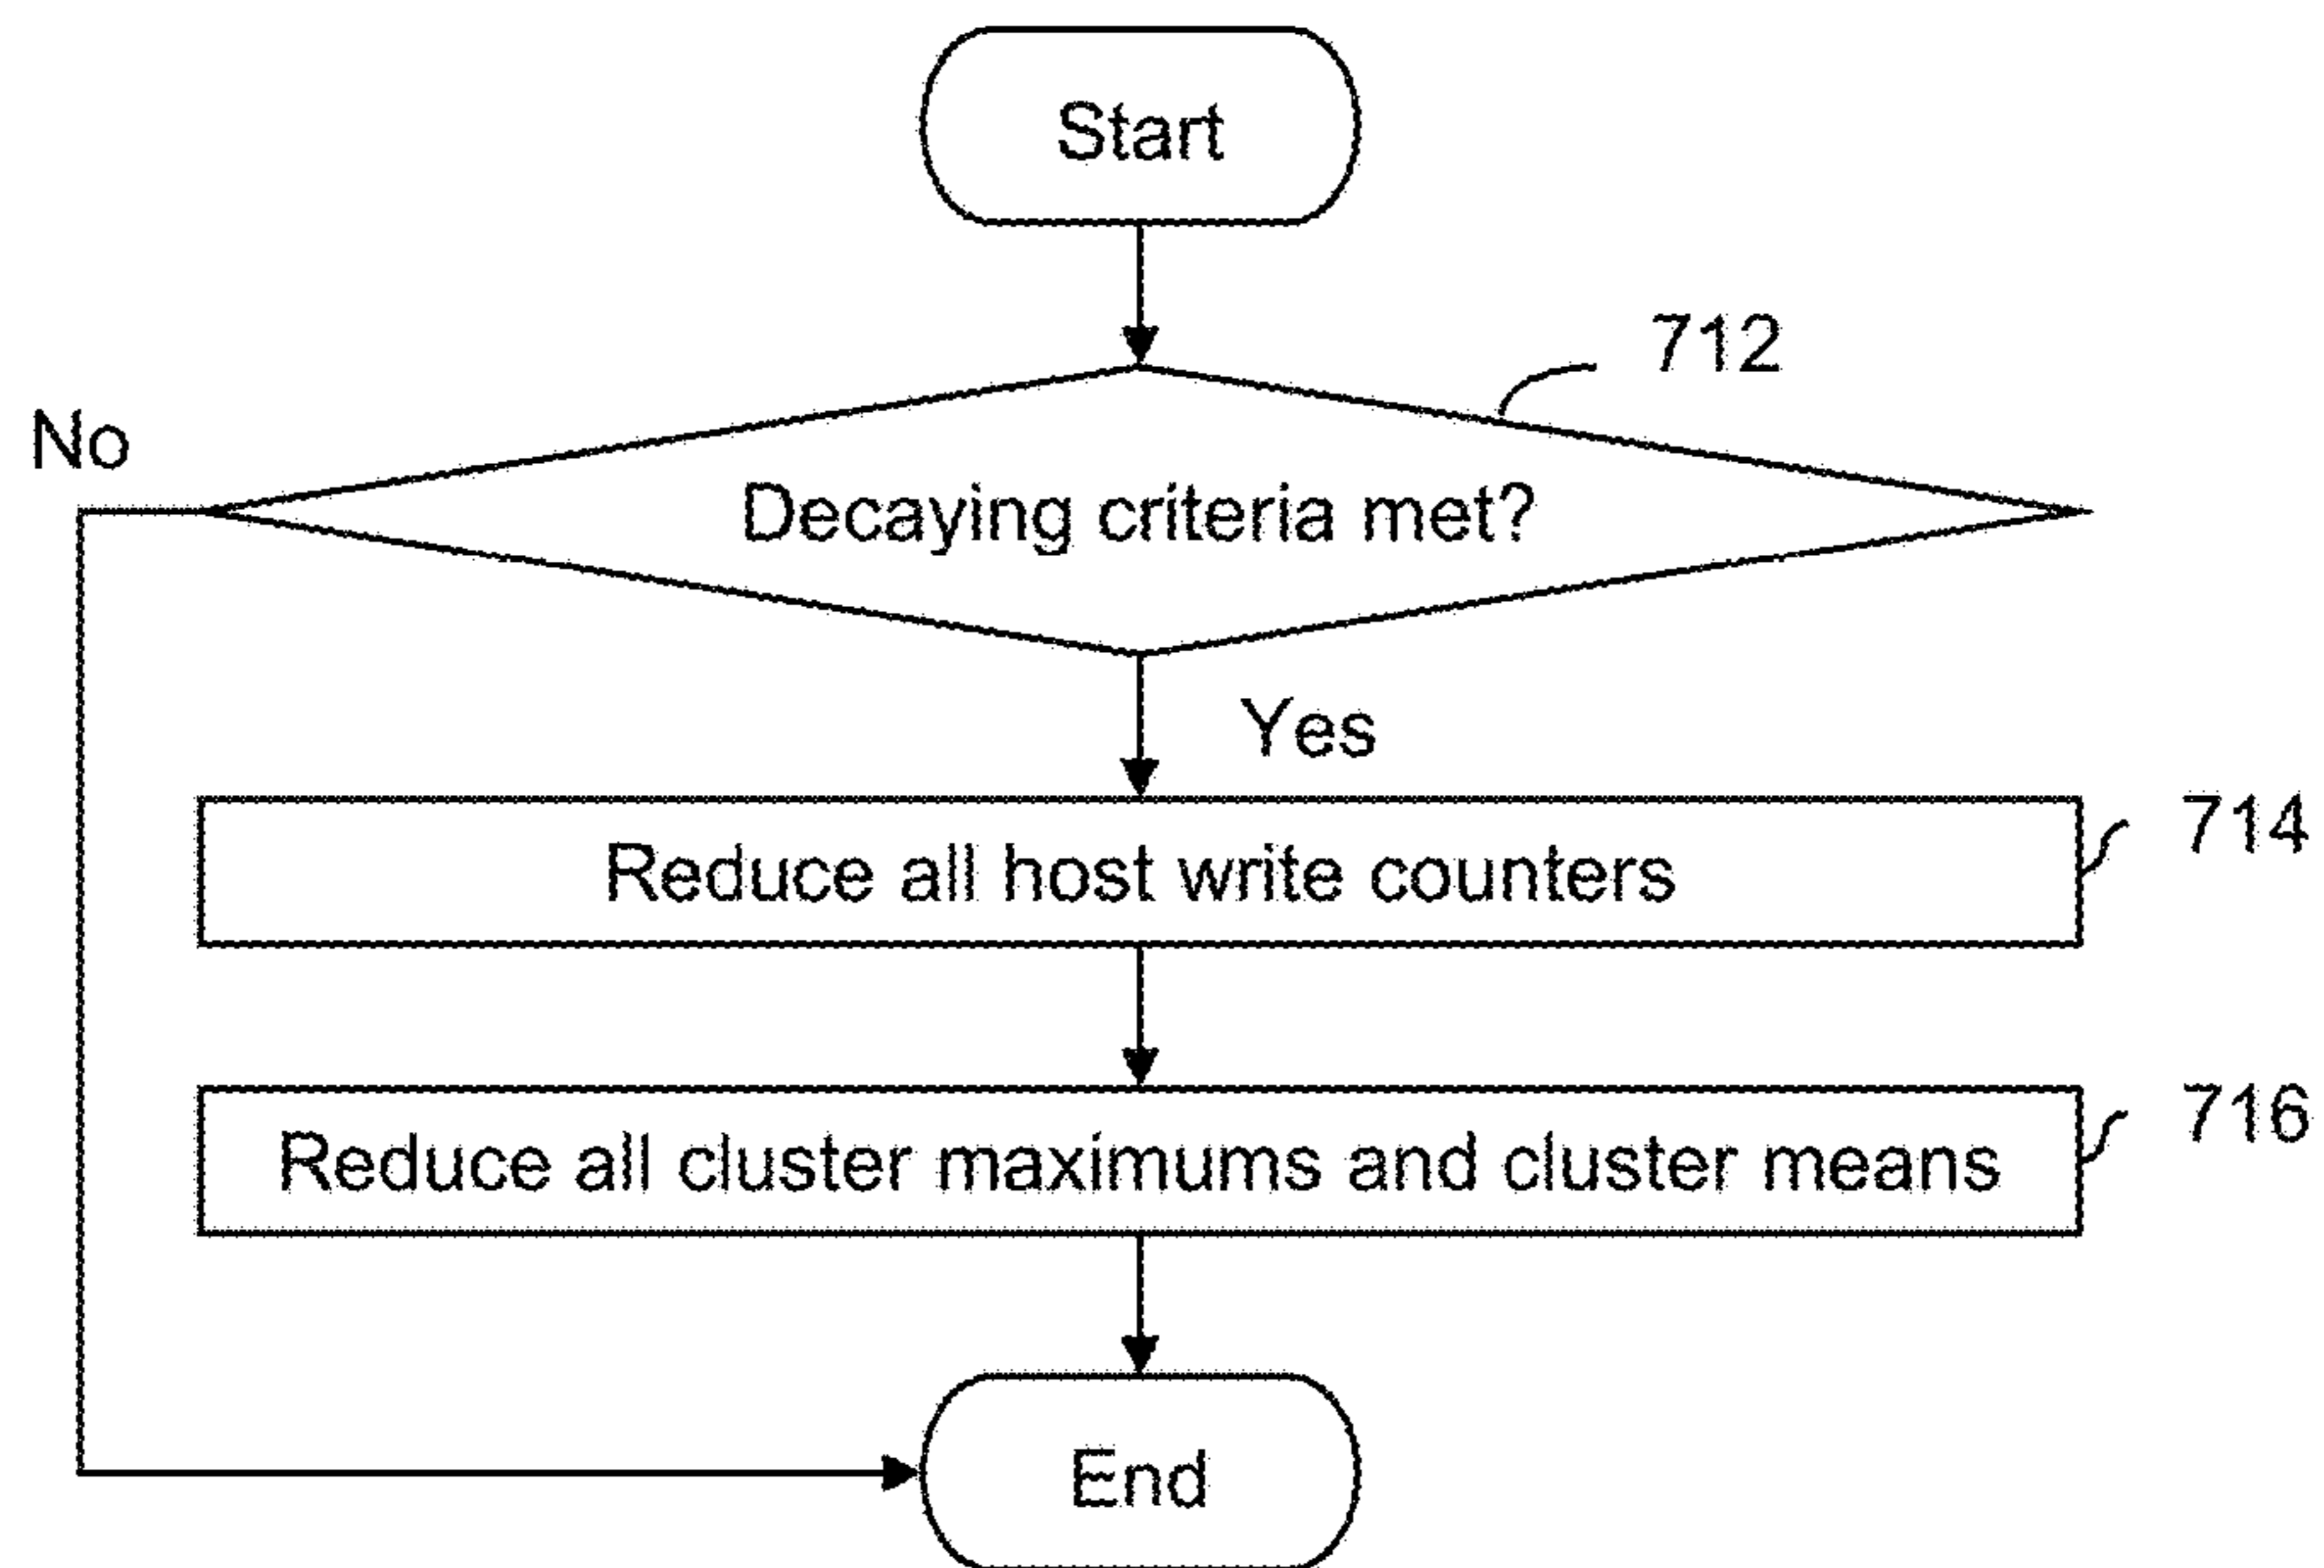 Start
712
No
Decaying criteria met?
Yes
Reduce all host write counters
714
Reduce all cluster maximums and cluster means
716
End